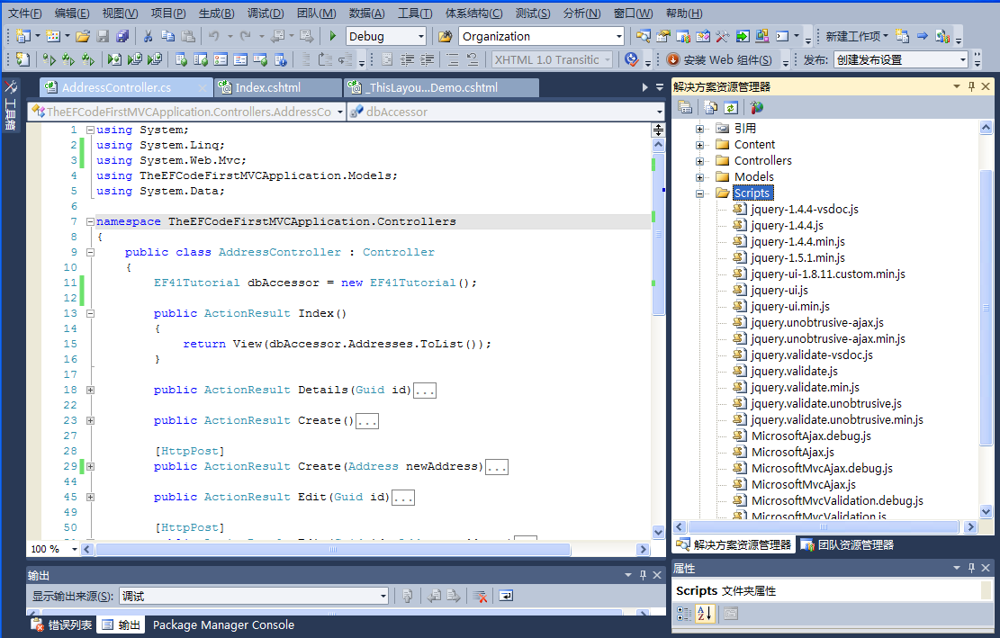 文件(F) 编辑(E) 视图(V) 项目(P) 生成(B) 调试(D) 团队(M) 数据(A) 工具(T) 体系结构(C) 测试(S) 分析(N) 窗口(W) 帮助(H)
Debug Organization 新建工作项
XHTML 1.0 Transitic 安装 Web 组件(S) 发布: 创建发布设置
工具箱
AddressController.cs Index.cshtml _ThisLayou...Demo.cshtml
TheEFCodeFirstMVCApplication.Controllers.AddressCo dbAccessor
1 using System;
2 using System.Linq;
3 using System.Web.Mvc;
4 using TheEFCodeFirstMVCApplication.Models;
5 using System.Data;
6
7 namespace TheEFCodeFirstMVCApplication.Controllers
8 {
9 public class AddressController : Controller
10 {
11 EF41Tutorial dbAccessor = new EF41Tutorial();
12
13 public ActionResult Index()
14 {
15 return View(dbAccessor.Addresses.ToList());
16 }
17
18 public ActionResult Details(Guid id)...
22
23 public ActionResult Create()...
27
28 [HttpPost]
29 public ActionResult Create(Address newAddress)...
44
45 public ActionResult Edit(Guid id)...
49
50 [HttpPost]
100 %
输出
显示输出来源(S): 调试
错误列表 输出 Package Manager Console
解决方案资源管理器
引用
Content
Controllers
Models
Scripts
jquery-1.4.4-vsdoc.js
jquery-1.4.4.js
jquery-1.4.4.min.js
jquery-1.5.1.min.js
jquery-ui-1.8.11.custom.min.js
jquery-ui.js
jquery-ui.min.js
jquery.unobtrusive-ajax.js
jquery.unobtrusive-ajax.min.js
jquery.validate-vsdoc.js
jquery.validate.js
jquery.validate.min.js
jquery.validate.unobtrusive.js
jquery.validate.unobtrusive.min.js
MicrosoftAjax.debug.js
MicrosoftAjax.js
MicrosoftMvcAjax.debug.js
MicrosoftMvcAjax.js
MicrosoftMvcValidation.debug.js
MicrosoftMvcValidation.js
解决方案资源管理器 团队资源管理器
属性
Scripts 文件夹属性